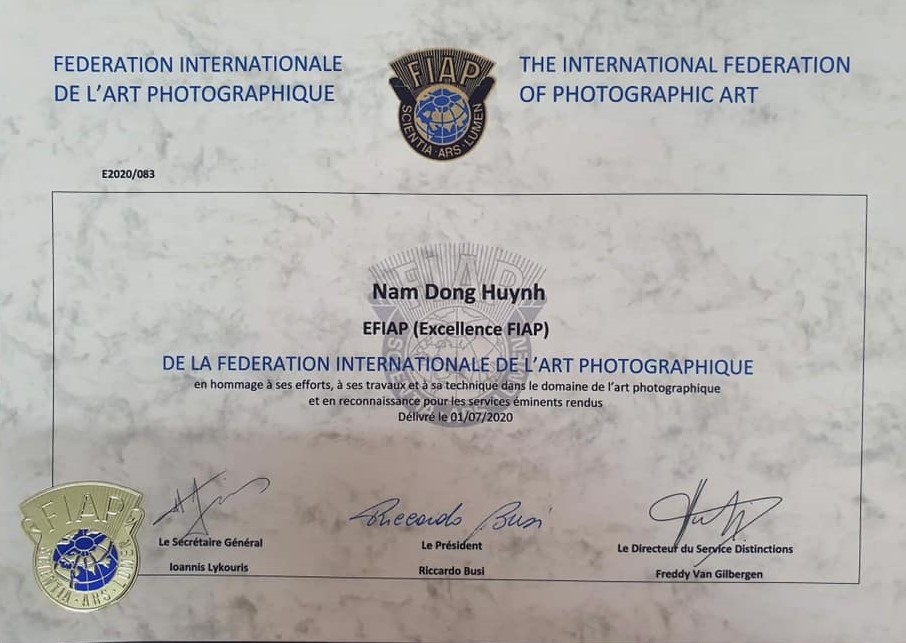 FEDERATION INTERNATIONALE
DE L'ART PHOTOGRAPHIQUE
FIAP
SCIENTIA · ARS · LUMEN
THE INTERNATIONAL FEDERATION
OF PHOTOGRAPHIC ART
E2020/083
FIAP
Nam Dong Huynh
EFIAP (Excellence FIAP)
DE LA FEDERATION INTERNATIONALE DE L'ART PHOTOGRAPHIQUE
en hommage à ses efforts, à ses travaux et à sa technique dans le domaine de l'art photographique
et en reconnaissance pour les services éminents rendus
Délivré le 01/07/2020
FIAP
SCIENTIA · ARS · LUMEN
Le Secrétaire Général
Ioannis Lykouris
Riccardo Busi
Le Président
Riccardo Busi
Le Directeur du Service Distinctions
Freddy Van Gilbergen